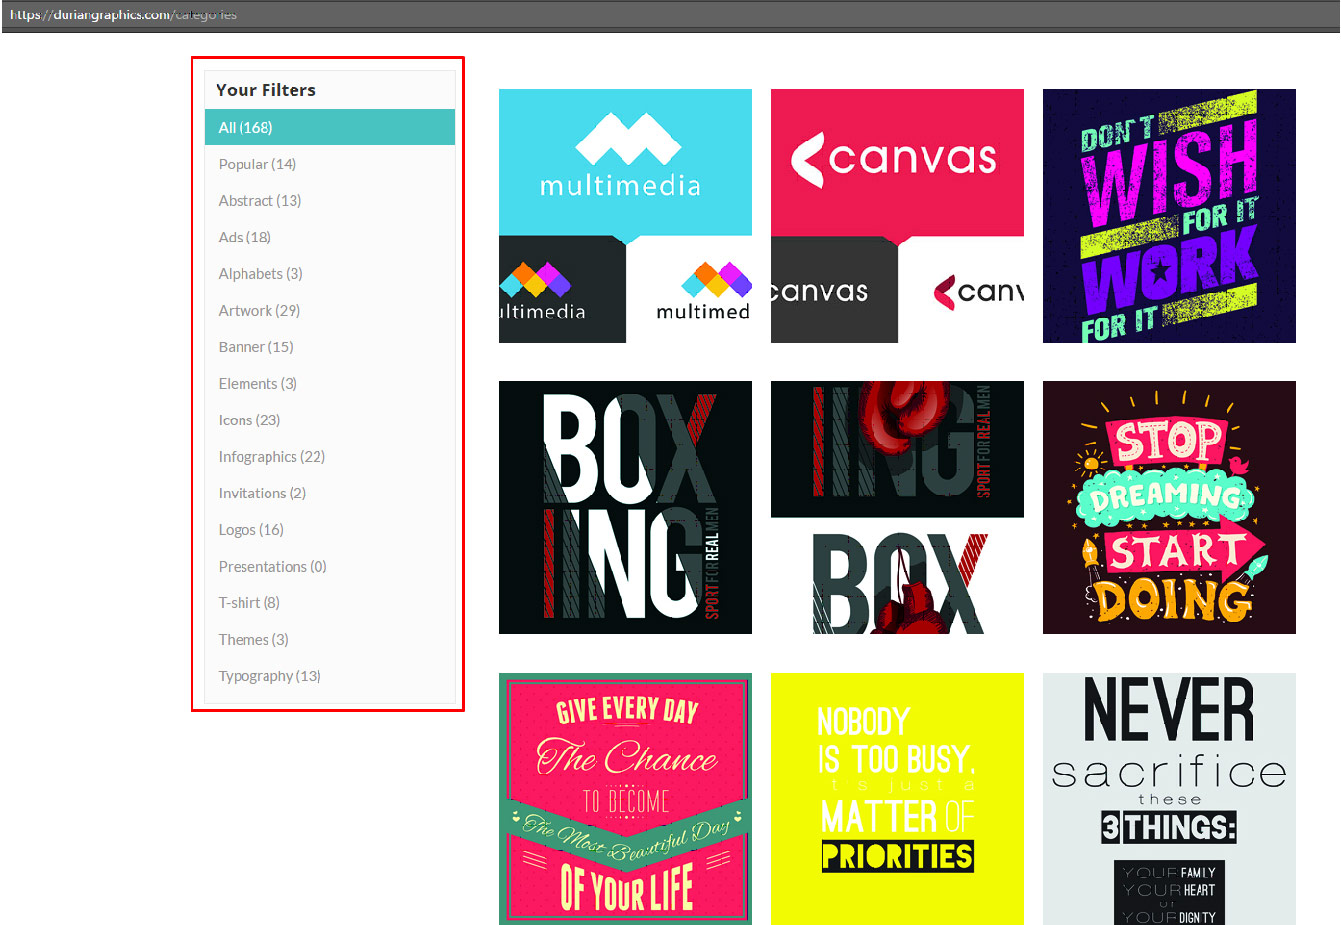 https://duriangraphics.com/categories
Your Filters
All (168)
Popular (14)
Abstract (13)
Ads (18)
Alphabets (3)
Artwork (29)
Banner (15)
Elements (3)
Icons (23)
Infographics (22)
Invitations (2)
Logos (16)
Presentations (0)
T-shirt (8)
Themes (3)
Typography (13)
multimedia
ultimedia
multimed
canvas
canvas
canv
DON'T
WISH
FOR IT
WORK
FOR IT
BOX
ING
SPORT FOR REAL MEN
ING
SPORT FOR REAL MEN
BOX
STOP
DREAMING
START
DOING
GIVE EVERY DAY
The Chance
TO BECOME
The Most Beautiful Day
OF YOUR LIFE
NOBODY
IS TOO BUSY,
it's just a
MATTER OF
PRIORITIES
NEVER
sacrifice
these
3 THINGS:
YOUR FAMILY
YOUR HEART
or
YOUR DIGNITY